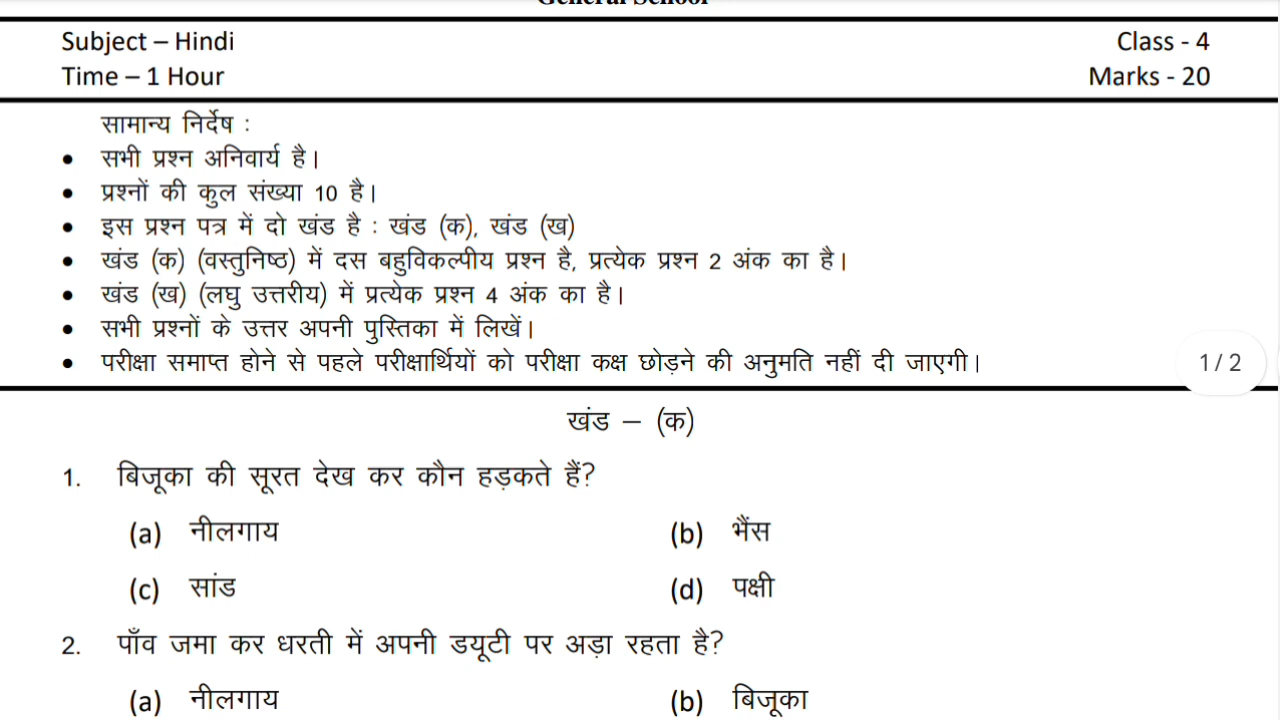 General School
Subject – Hindi Class - 4
Time – 1 Hour Marks - 20
सामान्य निर्देष :
• सभी प्रश्न अनिवार्य है।
• प्रश्नों की कुल संख्या 10 है।
• इस प्रश्न पत्र में दो खंड है : खंड (क), खंड (ख)
• खंड (क) (वस्तुनिष्ठ) में दस बहुविकल्पीय प्रश्न है, प्रत्येक प्रश्न 2 अंक का है।
• खंड (ख) (लघु उत्तरीय) में प्रत्येक प्रश्न 4 अंक का है।
• सभी प्रश्नों के उत्तर अपनी पुस्तिका में लिखें।
• परीक्षा समाप्त होने से पहले परीक्षार्थियों को परीक्षा कक्ष छोड़ने की अनुमति नहीं दी जाएगी।
1 / 2
खंड – (क)
1. बिजूका की सूरत देख कर कौन हड़कते हैं?
(a) नीलगाय (b) भैंस
(c) सांड (d) पक्षी
2. पाँव जमा कर धरती में अपनी डयूटी पर अड़ा रहता है?
(a) नीलगाय (b) बिजूका